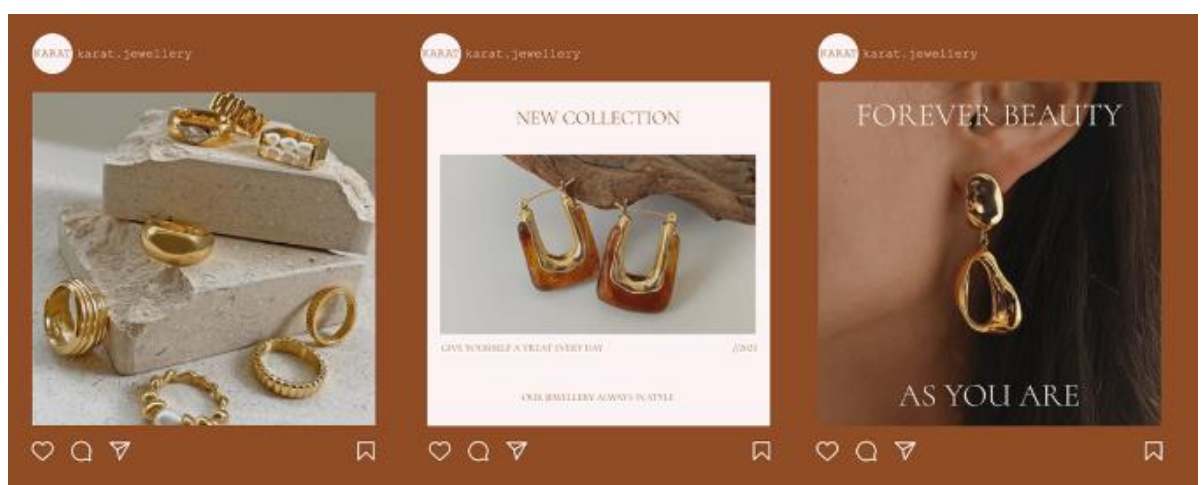 KARAT karat.jewellery
KARAT karat.jewellery
KARAT karat.jewellery
NEW COLLECTION
GIVE YOURSELF A TREAT EVERY DAY
//2021
OUR JEWELLERY ALWAYS IN STYLE
FOREVER BEAUTY
AS YOU ARE